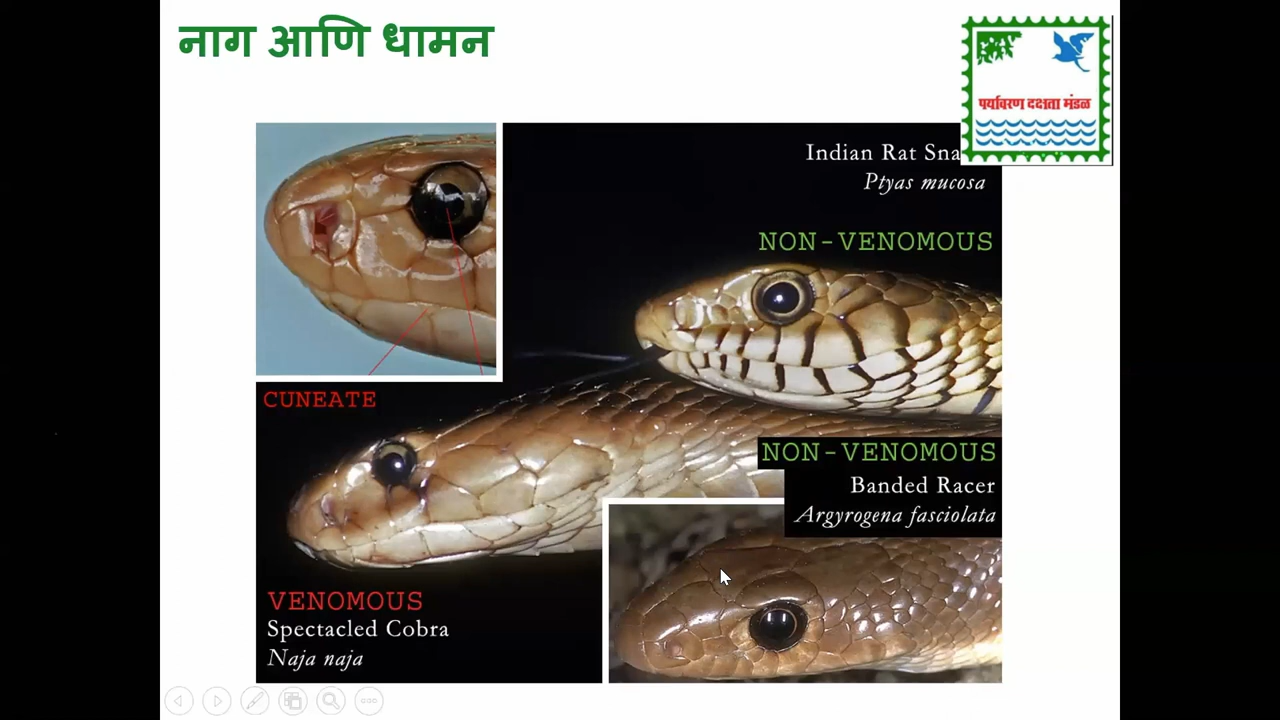 नाग आणि धामन
पर्यावरण दक्षता मंडळ
Indian Rat Sna
Ptyas mucosa
NON-VENOMOUS
CUNEATE
NON-VENOMOUS
Banded Racer
Argyrogena fasciolata
VENOMOUS
Spectacled Cobra
Naja naja